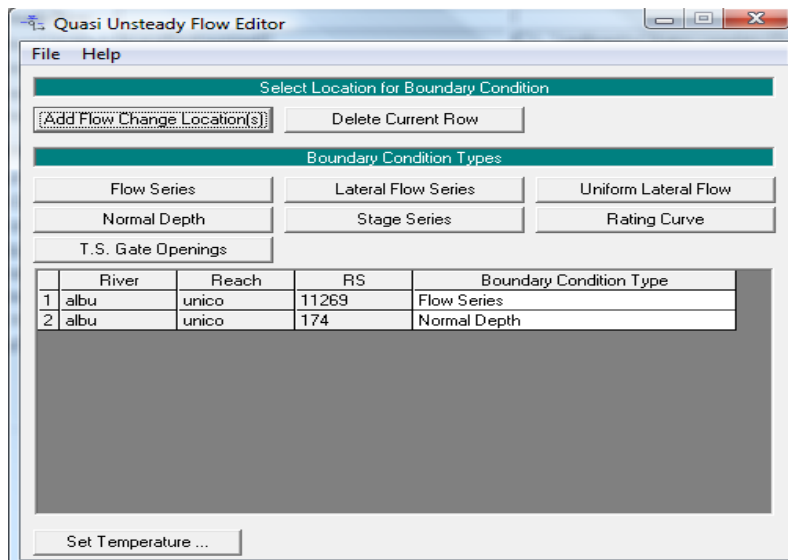 Quasi Unsteady Flow Editor
File Help
Select Location for Boundary Condition
Add Flow Change Location(s) Delete Current Row
Boundary Condition Types
Flow Series Lateral Flow Series Uniform Lateral Flow
Normal Depth Stage Series Rating Curve
T.S. Gate Openings
River Reach RS Boundary Condition Type
1 albu unico 11269 Flow Series
2 albu unico 174 Normal Depth
Set Temperature ...